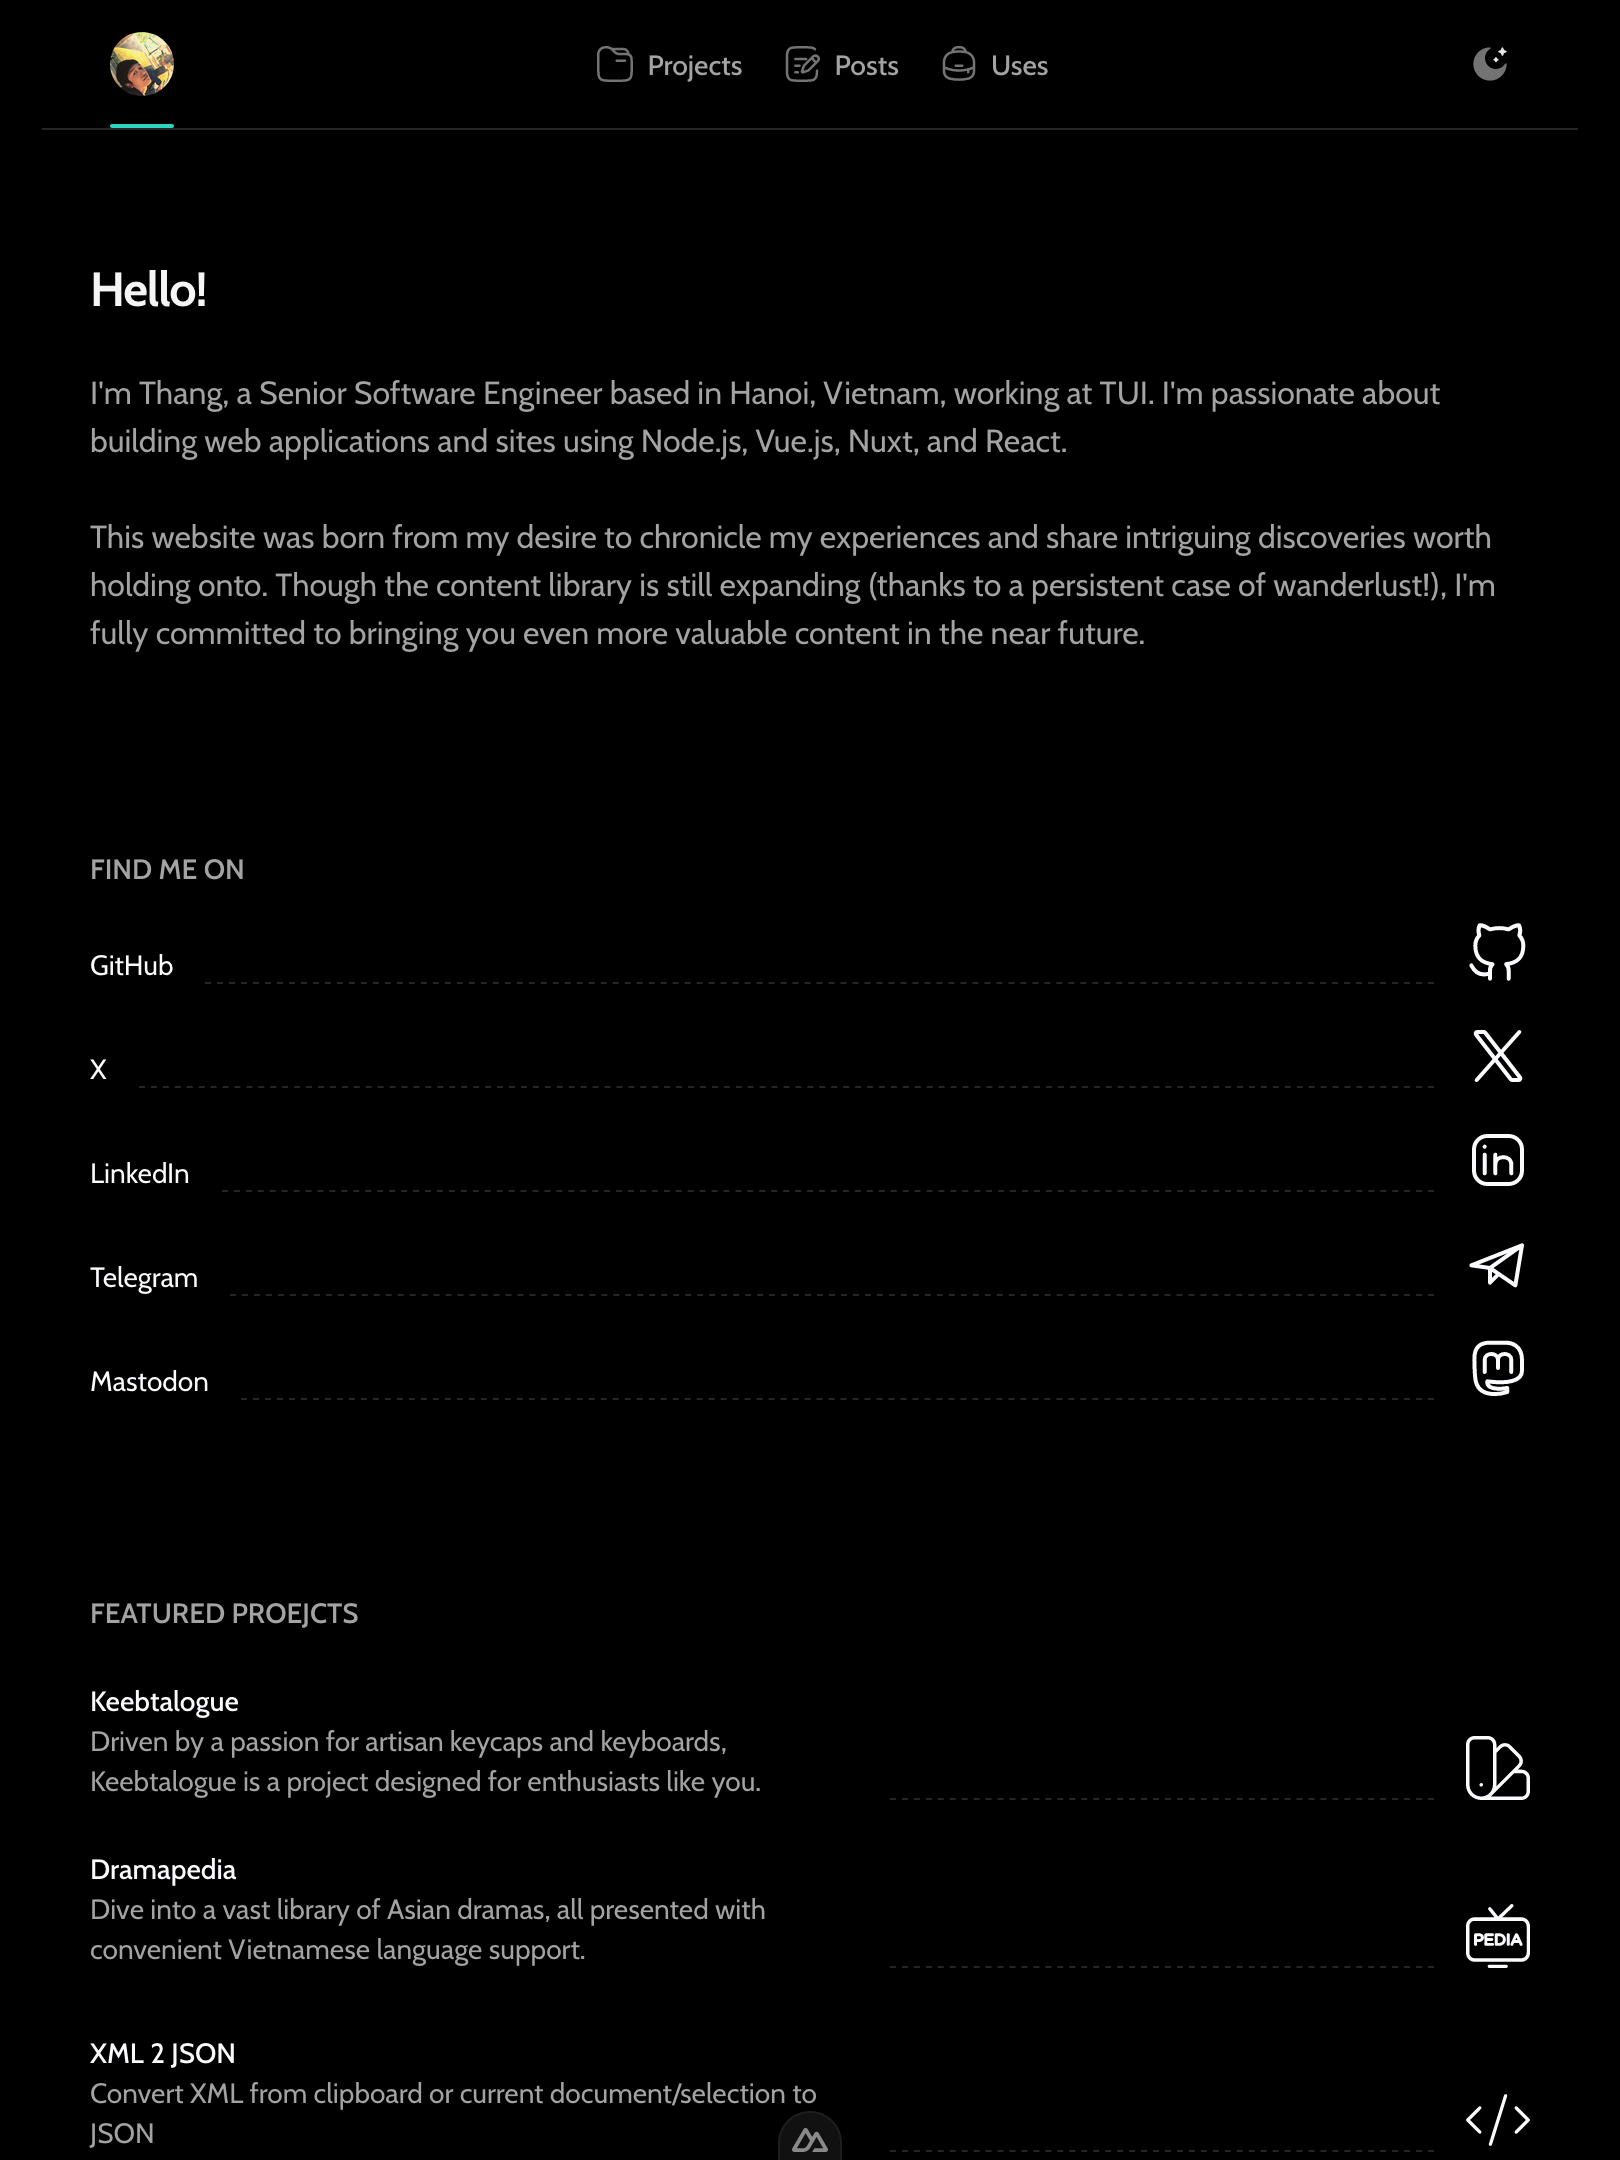 Projects
Posts
Uses
Hello!
I'm Thang, a Senior Software Engineer based in Hanoi, Vietnam, working at TUI. I'm passionate about
building web applications and sites using Node.js, Vue.js, Nuxt, and React.
This website was born from my desire to chronicle my experiences and share intriguing discoveries worth
holding onto. Though the content library is still expanding (thanks to a persistent case of wanderlust!), I'm
fully committed to bringing you even more valuable content in the near future.
FIND ME ON
GitHub
X
LinkedIn
in
Telegram
Mastodon
m
FEATURED PROEJCTS
Keebtalogue
Driven by a passion for artisan keycaps and keyboards,
Keebtalogue is a project designed for enthusiasts like you.
Dramapedia
Dive into a vast library of Asian dramas, all presented with
convenient Vietnamese language support.
PEDIA
XML 2 JSON
Convert XML from clipboard or current document/selection to
JSON